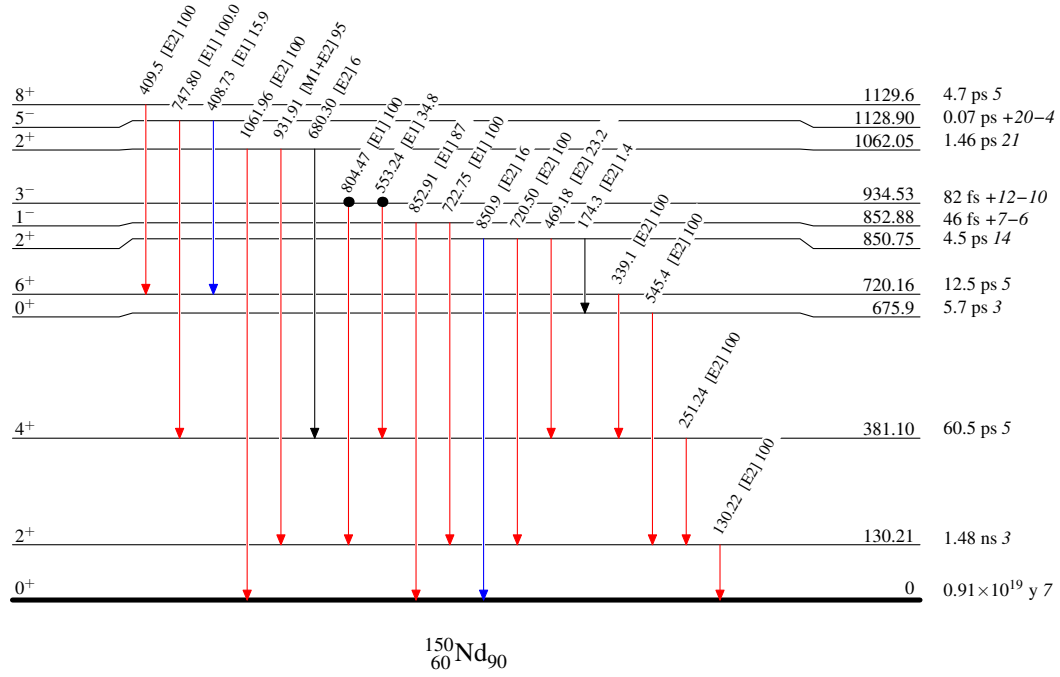 409.5 [E2] 100
747.80 [E1] 100.0
408.73 [E1] 15.9
1061.96 [E2] 100
931.91 [M1+E2] 95
680.30 [E2] 6
804.47 [E1] 100
553.24 [E1] 34.8
852.91 [E1] 87
722.75 [E1] 100
850.9 [E2] 16
720.50 [E2] 100
469.18 [E2] 23.2
174.3 [E2] 1.4
339.1 [E2] 100
545.4 [E2] 100
251.24 [E2] 100
130.22 [E2] 100
8⁺ 1129.6 4.7 ps 5
5⁻ 1128.90 0.07 ps +20−4
2⁺ 1062.05 1.46 ps 21
3⁻ 934.53 82 fs +12−10
1⁻ 852.88 46 fs +7−6
2⁺ 850.75 4.5 ps 14
6⁺ 720.16 12.5 ps 5
0⁺ 675.9 5.7 ps 3
4⁺ 381.10 60.5 ps 5
2⁺ 130.21 1.48 ns 3
0⁺ 0 0.91×10¹⁹ y 7
¹⁵⁰₆₀Nd₉₀